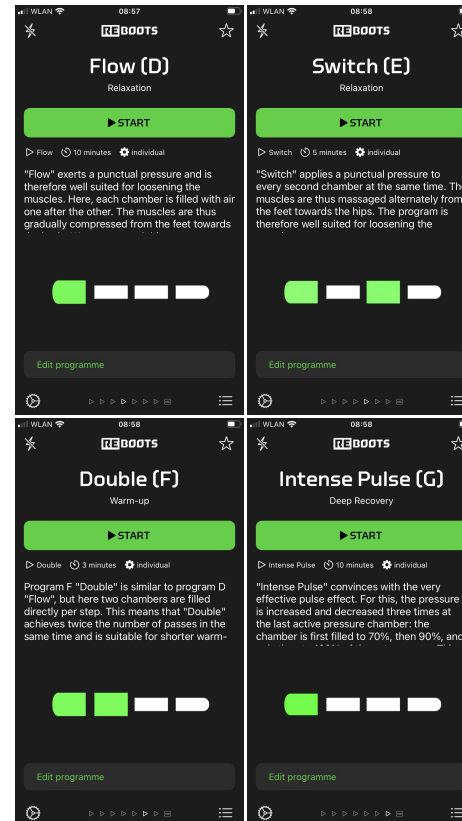 WLAN 08:57
REBOOTS
Flow (D)
Relaxation
START
Flow 10 minutes individual
"Flow" exerts a punctual pressure and is
therefore well suited for loosening the
muscles. Here, each chamber is filled with air
one after the other. The muscles are thus
gradually compressed from the feet towards
Edit programme
WLAN 08:58
REBOOTS
Switch (E)
Relaxation
START
Switch 5 minutes individual
"Switch" applies a punctual pressure to
every second chamber at the same time. The
muscles are thus massaged alternately from
the feet towards the hips. The program is
therefore well suited for loosening the
Edit programme
WLAN 08:58
REBOOTS
Double (F)
Warm-up
START
Double 3 minutes individual
Program F "Double" is similar to program D
"Flow", but here two chambers are filled
directly per step. This means that "Double"
achieves twice the number of passes in the
same time and is suitable for shorter warm-
Edit programme
WLAN 08:58
REBOOTS
Intense Pulse (G)
Deep Recovery
START
Intense Pulse 10 minutes individual
"Intense Pulse" convinces with the very
effective pulse effect. For this, the pressure
is increased and decreased three times at
the last active pressure chamber: the
chamber is first filled to 70%, then 90%, and
Edit programme